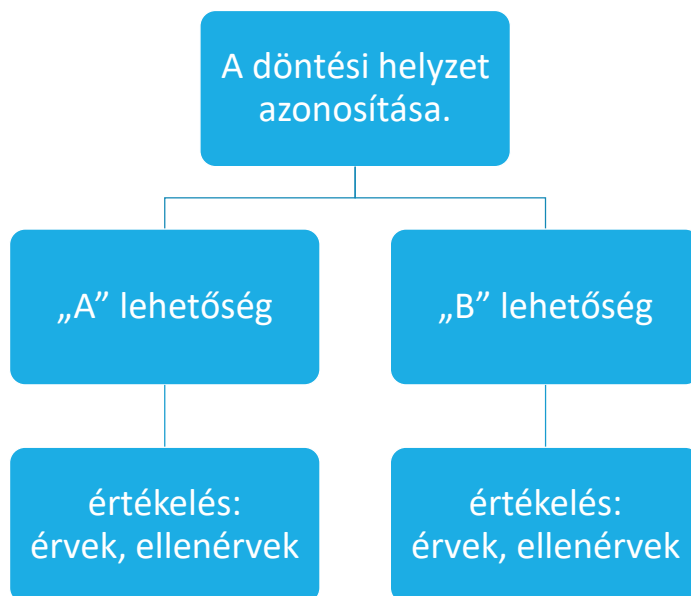 A döntési helyzet
azonosítása.
„A” lehetőség
„B” lehetőség
értékelés:
érvek, ellenérvek
értékelés:
érvek, ellenérvek